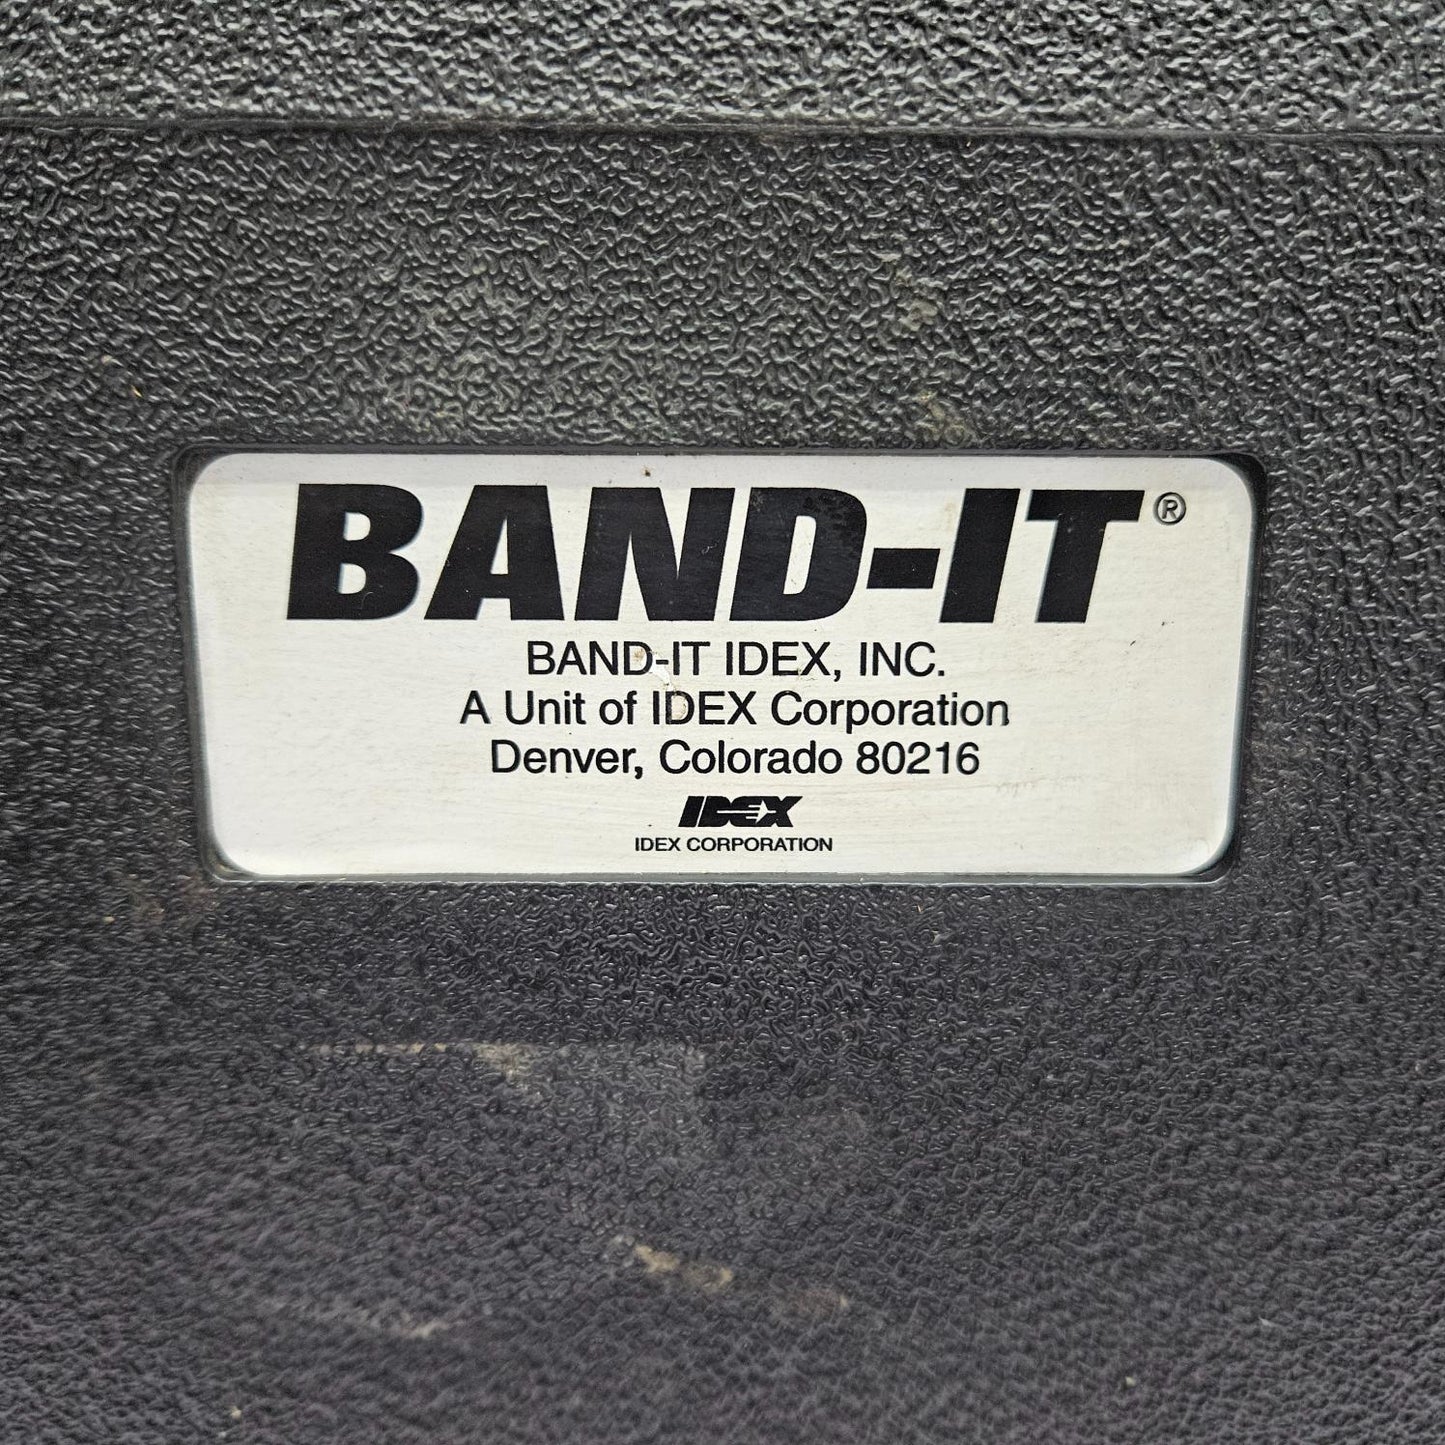 BAND-IT®
BAND-IT IDEX, INC.
A Unit of IDEX Corporation
Denver, Colorado 80216
IDEX
IDEX CORPORATION